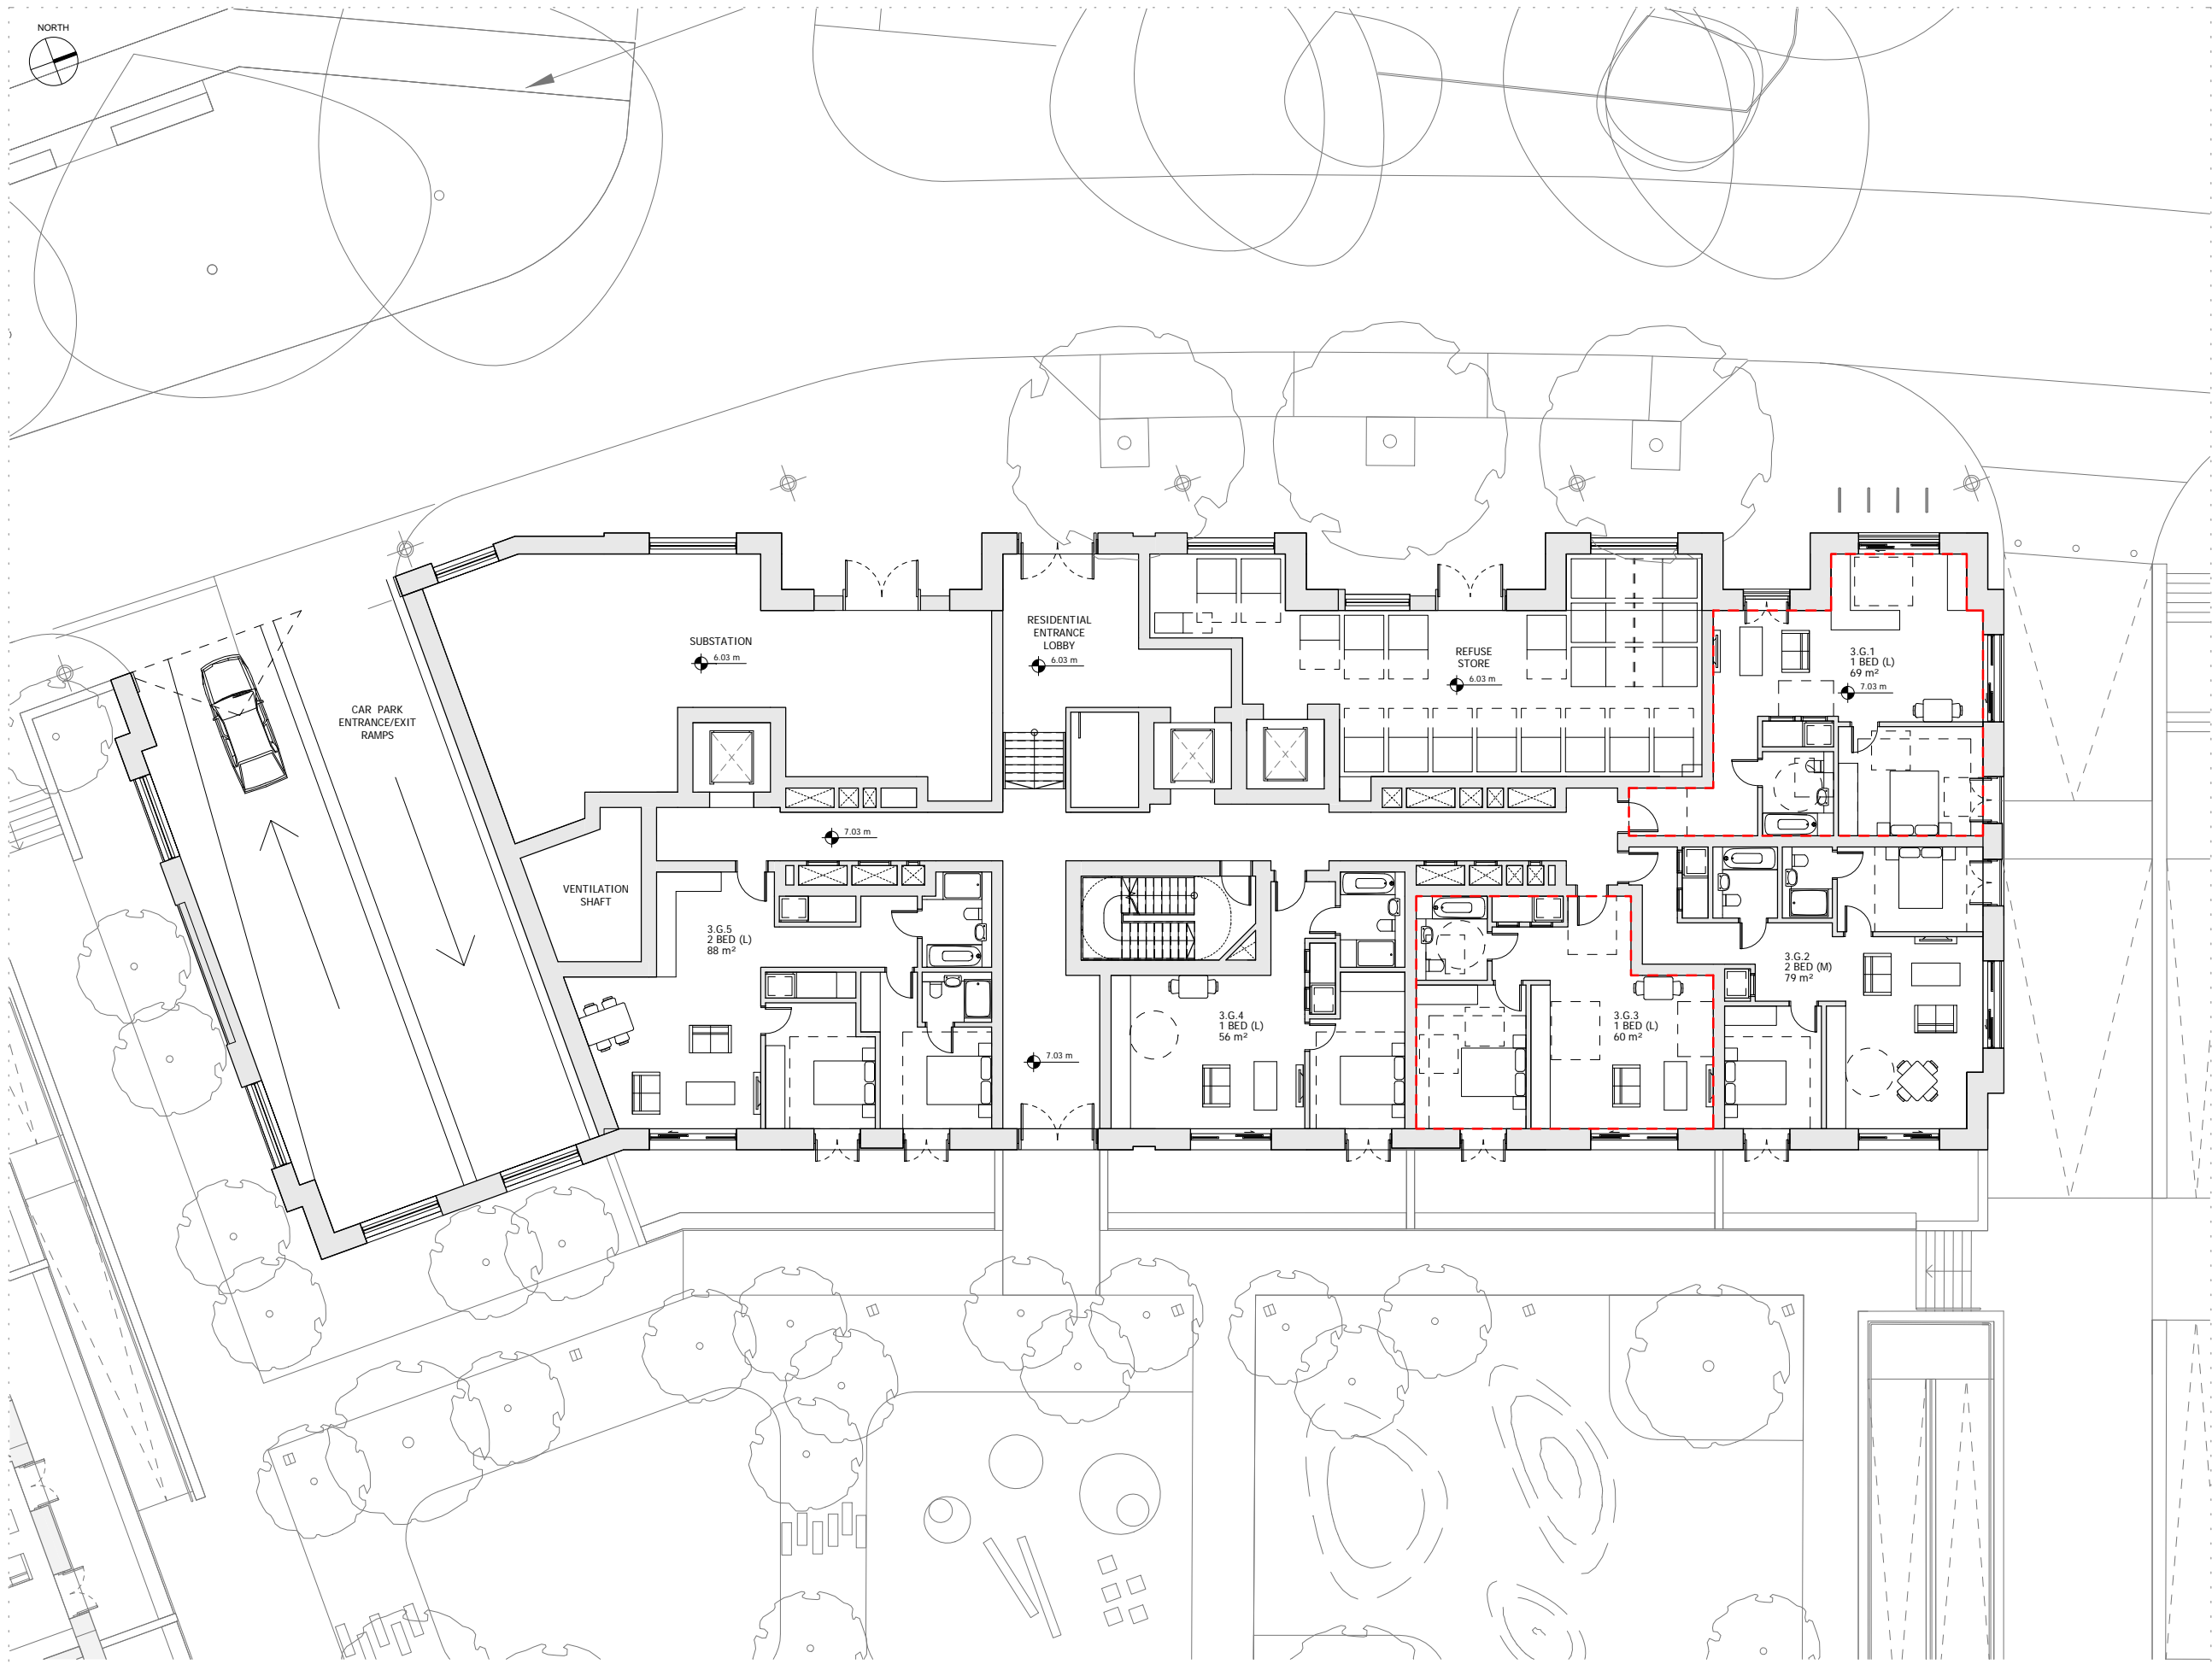 NORTH
RESIDENTIAL
ENTRANCE
LOBBY
6.03 m
SUBSTATION
6.03 m
REFUSE
STORE
6.03 m
3.G.1
1 BED (L)
69 m²
7.03 m
CAR PARK
ENTRANCE/EXIT
RAMPS
7.03 m
VENTILATION
SHAFT
3.G.5
2 BED (L)
88 m²
3.G.2
2 BED (M)
79 m²
3.G.4
1 BED (L)
56 m²
3.G.3
1 BED (L)
60 m²
7.03 m